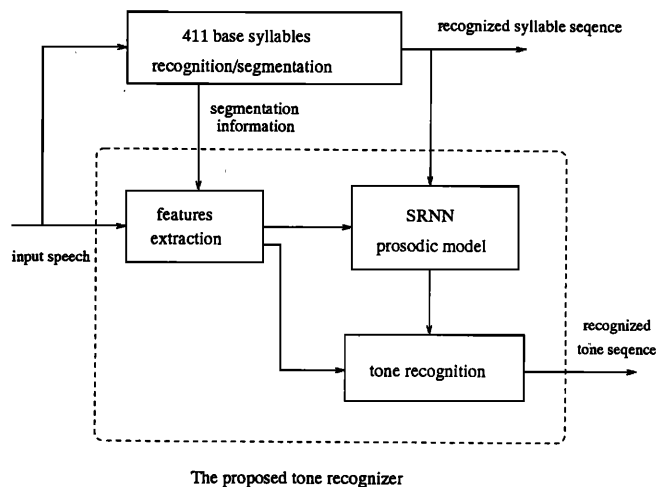 411 base syllables
recognition/segmentation
recognized syllable seqence
segmentation
information
features
extraction
SRNN
prosodic model
input speech
tone recognition
recognized
tone seqence
The proposed tone recognizer